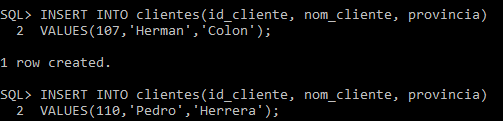 SQL> INSERT INTO clientes(id_cliente, nom_cliente, provincia)
  2  VALUES(107,'Herman','Colon');
1 row created.
SQL> INSERT INTO clientes(id_cliente, nom_cliente, provincia)
  2  VALUES(110,'Pedro','Herrera');